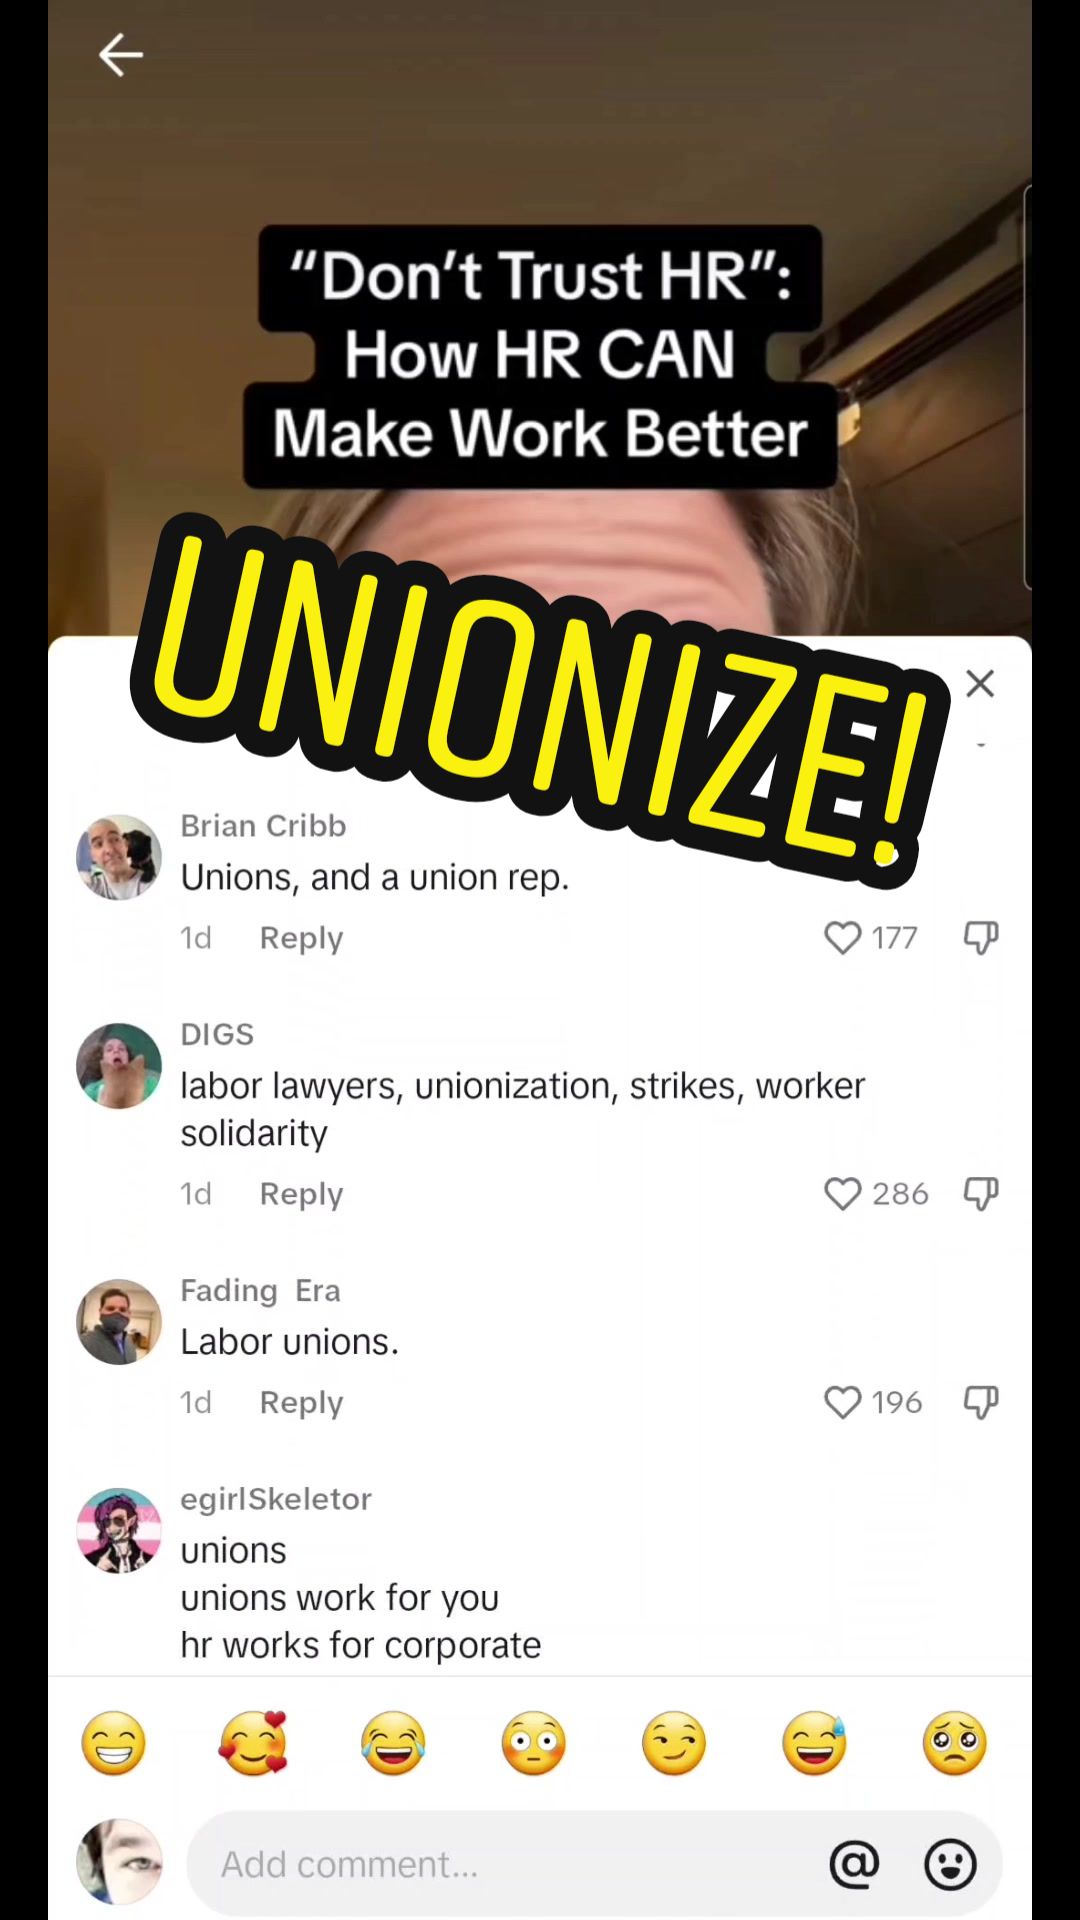 “Don’t Trust HR”:
How HR CAN
Make Work Better
UNIONIZE!
Brian Cribb
Unions, and a union rep.
1d Reply 177
DIGS
labor lawyers, unionization, strikes, worker
solidarity
1d Reply 286
Fading Era
Labor unions.
1d Reply 196
egirlSkeletor
unions
unions work for you
hr works for corporate
Add comment... @